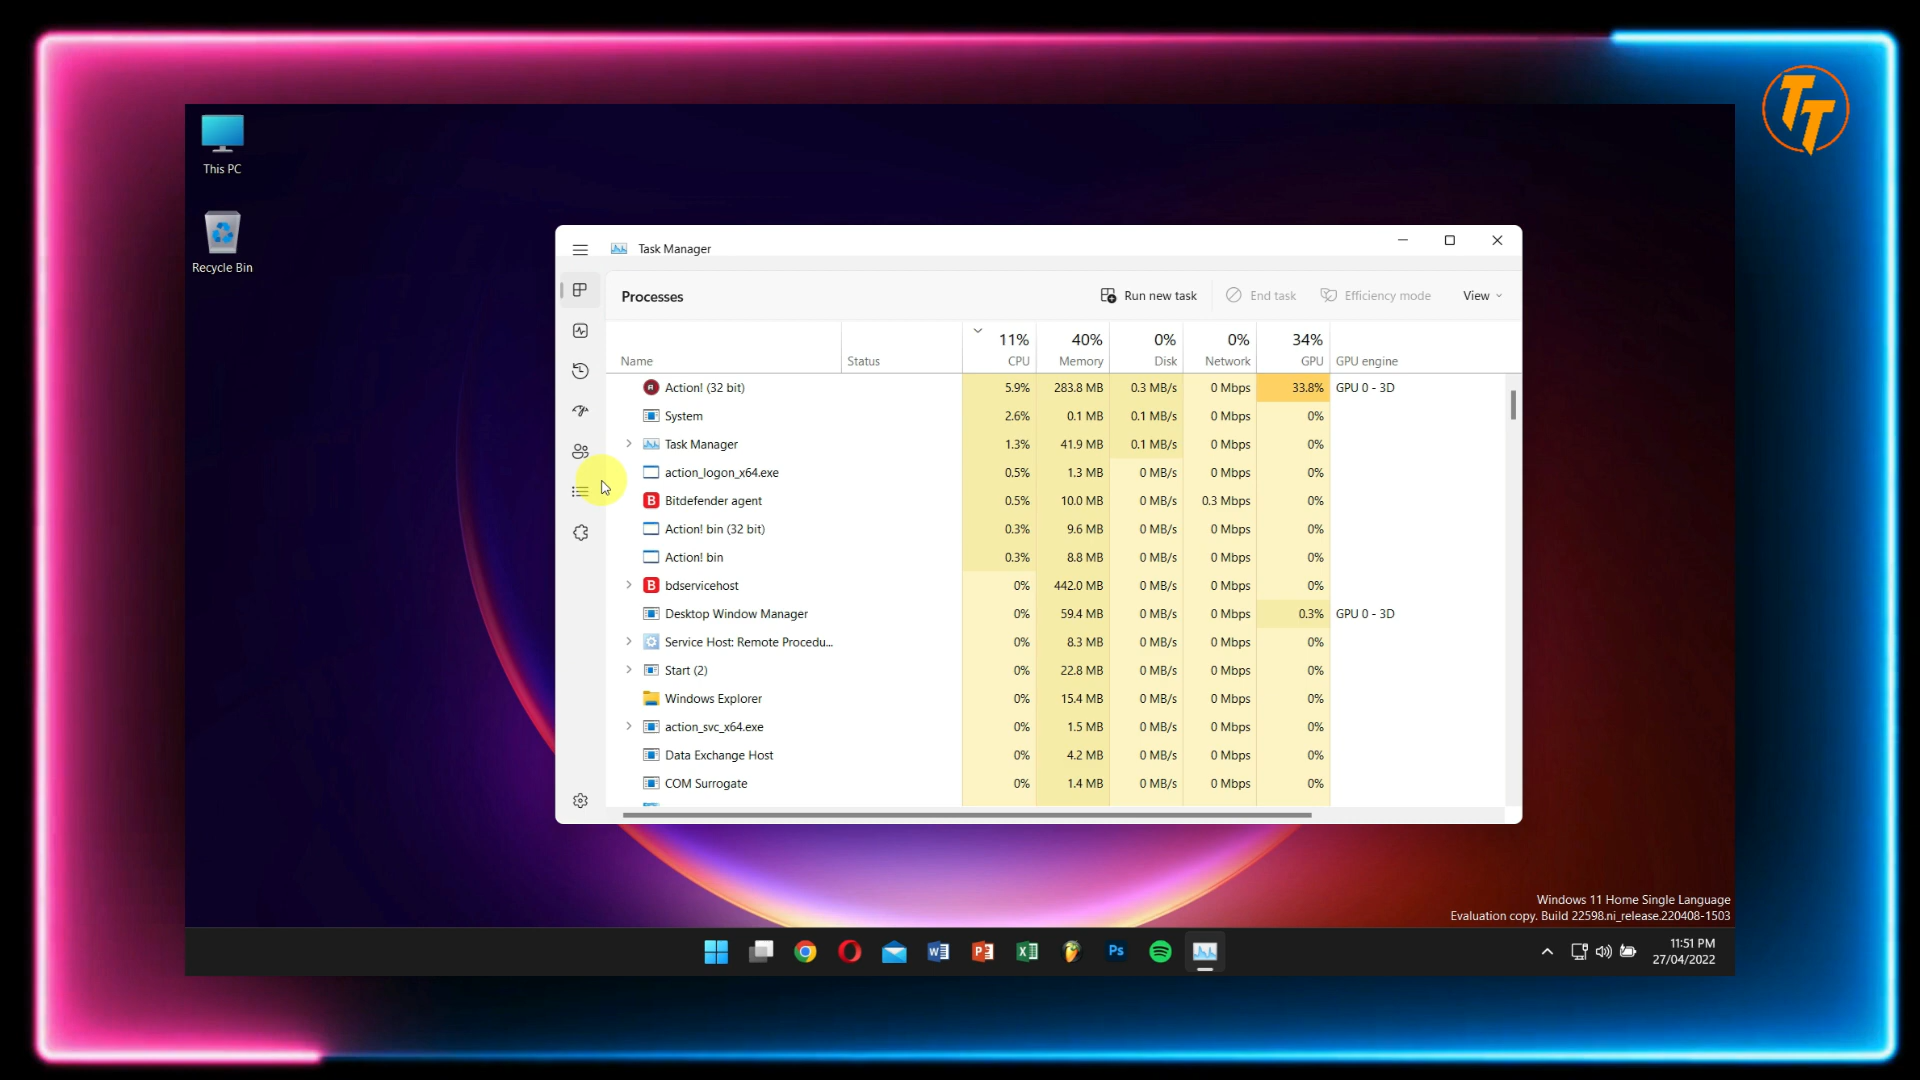 TT
This PC
Recycle Bin
Task Manager
Processes
Run new task
End task
Efficiency mode
View
11% 40% 0% 0% 34%
Name Status CPU Memory Disk Network GPU GPU engine
Action! (32 bit) 5.9% 283.8 MB 0.3 MB/s 0 Mbps 33.8% GPU 0 - 3D
System 2.6% 0.1 MB 0.1 MB/s 0 Mbps 0%
Task Manager 1.3% 41.9 MB 0.1 MB/s 0 Mbps 0%
action_logon_x64.exe 0.5% 1.3 MB 0 MB/s 0 Mbps 0%
B Bitdefender agent 0.5% 10.0 MB 0 MB/s 0.3 Mbps 0%
Action! bin (32 bit) 0.3% 9.6 MB 0 MB/s 0 Mbps 0%
Action! bin 0.3% 8.8 MB 0 MB/s 0 Mbps 0%
B bdservicehost 0% 442.0 MB 0 MB/s 0 Mbps 0%
Desktop Window Manager 0% 59.4 MB 0 MB/s 0 Mbps 0.3% GPU 0 - 3D
Service Host: Remote Procedu... 0% 8.3 MB 0 MB/s 0 Mbps 0%
Start (2) 0% 22.8 MB 0 MB/s 0 Mbps 0%
Windows Explorer 0% 15.4 MB 0 MB/s 0 Mbps 0%
action_svc_x64.exe 0% 1.5 MB 0 MB/s 0 Mbps 0%
Data Exchange Host 0% 4.2 MB 0 MB/s 0 Mbps 0%
COM Surrogate 0% 1.4 MB 0 MB/s 0 Mbps 0%
Windows 11 Home Single Language
Evaluation copy. Build 22598.ni_release.220408-1503
W P X Ps
11:51 PM
27/04/2022